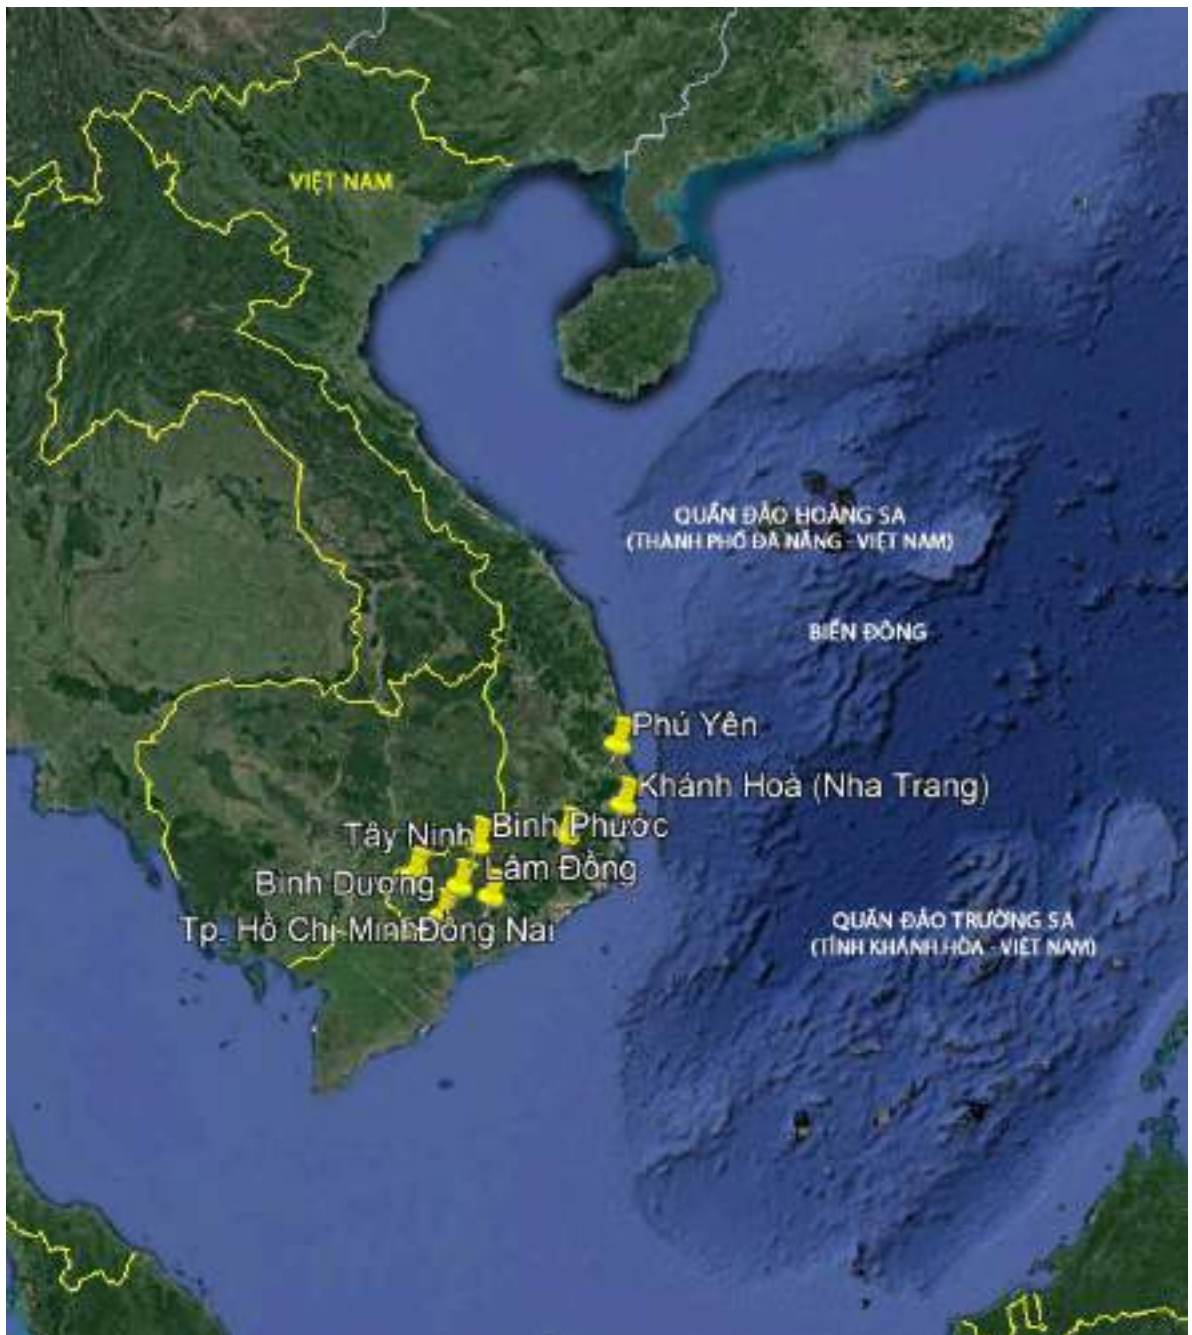 VIỆT NAM
QUẦN ĐẢO HOÀNG SA
(THÀNH PHỐ ĐÀ NẴNG - VIỆT NAM)
BIỂN ĐÔNG
Phú Yên
Khánh Hoà (Nha Trang)
Tây Ninh
Bình Phước
Bình Dương
Lâm Đồng
Tp. Hồ Chí Minh
Đồng Nai
QUẦN ĐẢO TRƯỜNG SA
(TỈNH KHÁNH HÒA - VIỆT NAM)